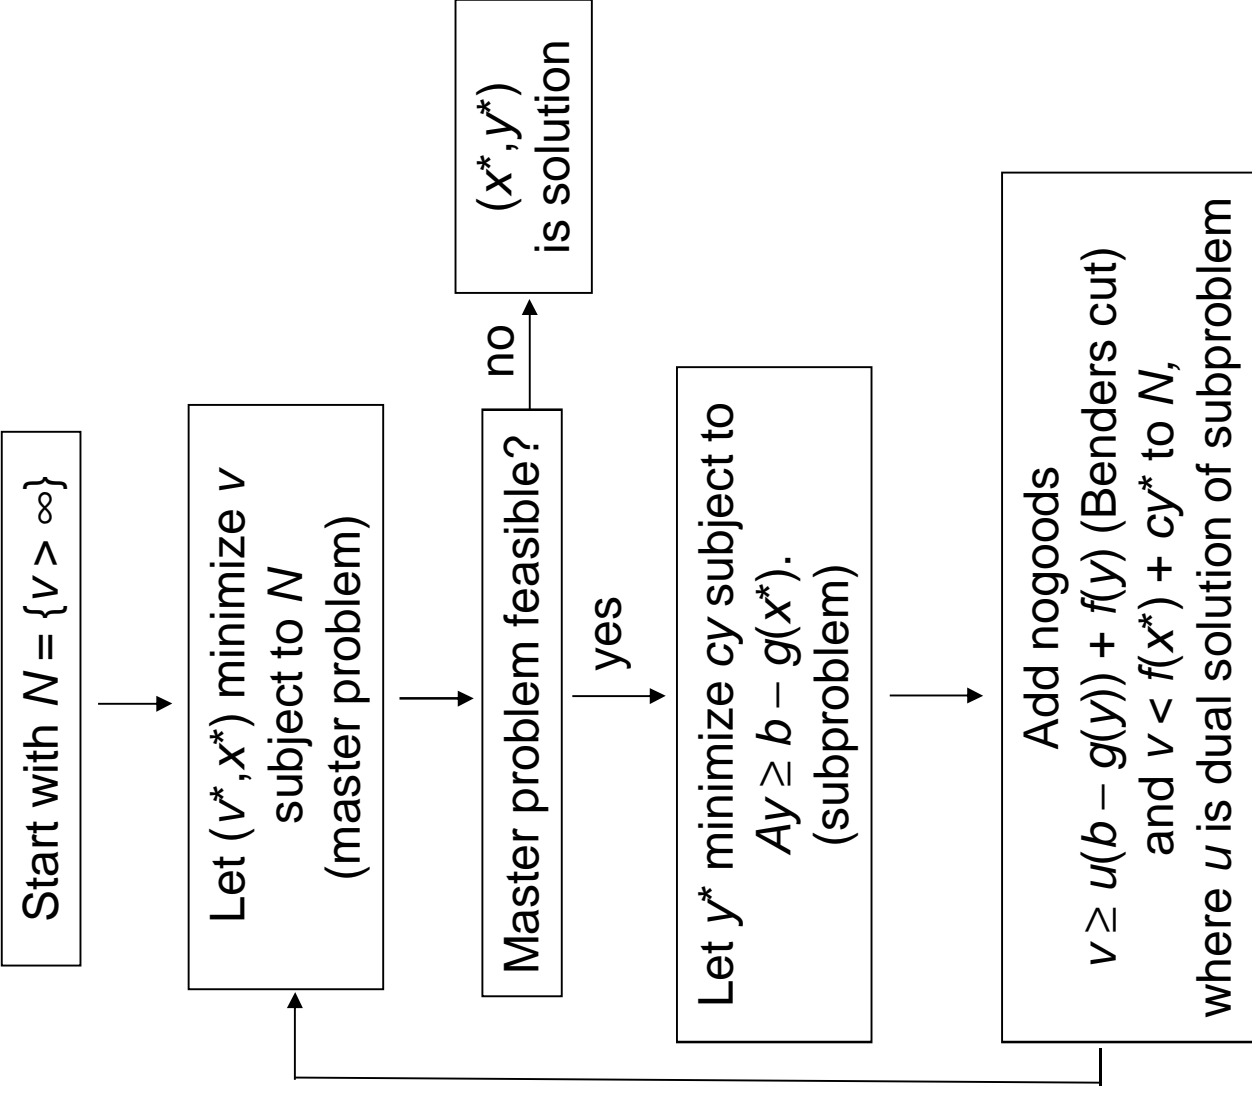 Start with N = {v > ∞}
Let (v*,x*) minimize v
subject to N
(master problem)
Master problem feasible?
no
(x*,y*)
is solution
yes
Let y* minimize cy subject to
Ay ≥ b − g(x*).
(subproblem)
Add nogoods
v ≥ u(b − g(y)) + f(y) (Benders cut)
and v < f(x*) + cy* to N,
where u is dual solution of subproblem